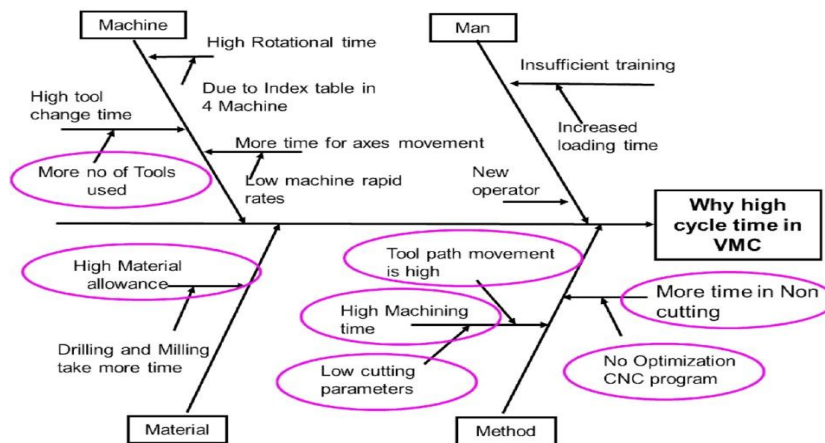 Machine
Man
High Rotational time
Insufficient training
Due to Index table in
4 Machine
High tool
change time
Increased
loading time
More time for axes movement
More no of Tools
used
Low machine rapid
rates
New
operator
Why high
cycle time in
VMC
High Material
allowance
Tool path movement
is high
More time in Non
cutting
High Machining
time
Drilling and Milling
take more time
Low cutting
parameters
No Optimization
CNC program
Material
Method